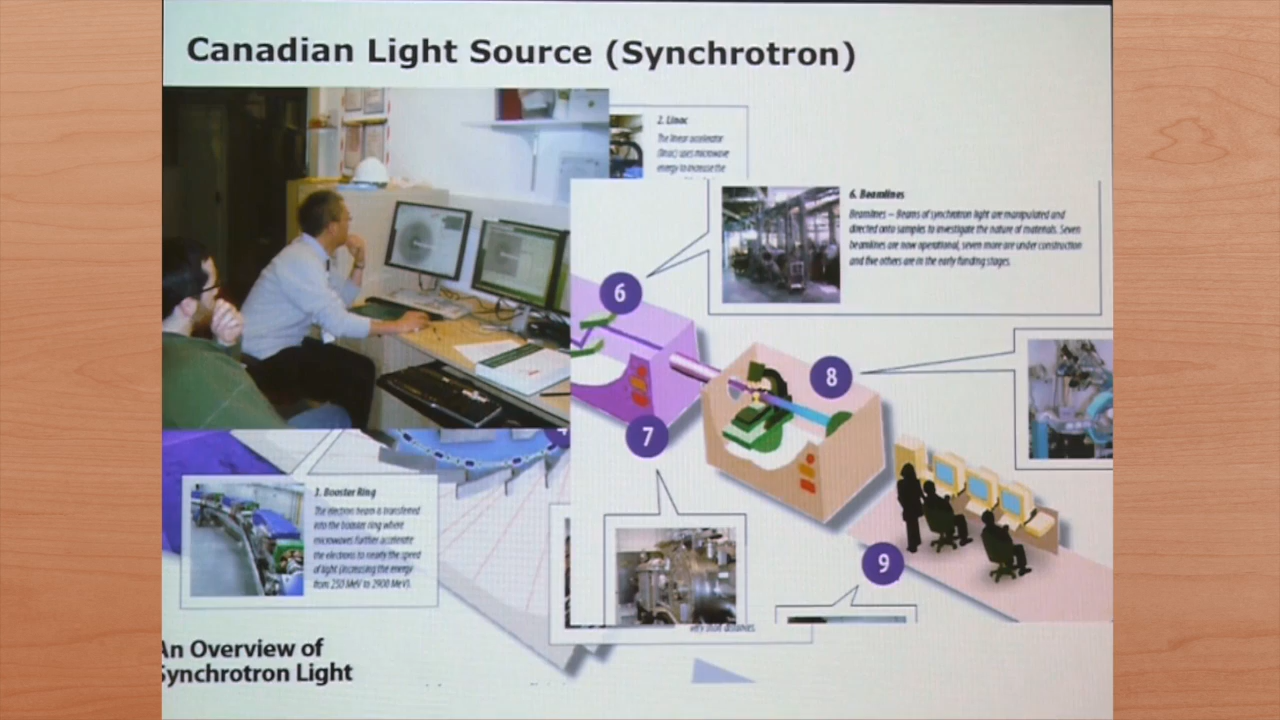 Canadian Light Source (Synchrotron)
2. Linac
The linear accelerator
(linac) uses microwave
energy to increase the
6. Beamlines
Beamlines – Beams of synchrotron light are manipulated and
directed onto samples to investigate the nature of materials. Seven
beamlines are now operational, seven more are under construction
and five others are in the early funding stages.
6
8
7
9
3. Booster Ring
The electron beam is transferred
into the booster ring where
microwaves further accelerate
the electrons to nearly the speed
of light (increasing the energy
from 250 MeV to 2900 MeV).
very short distances.
An Overview of
Synchrotron Light